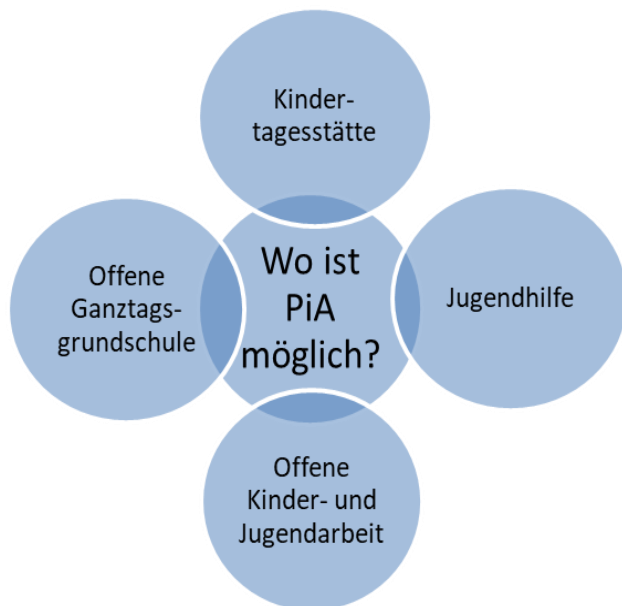 Kinder-
tagesstätte
Offene
Ganztags-
grundschule
Wo ist
PiA
möglich?
Jugendhilfe
Offene
Kinder- und
Jugendarbeit